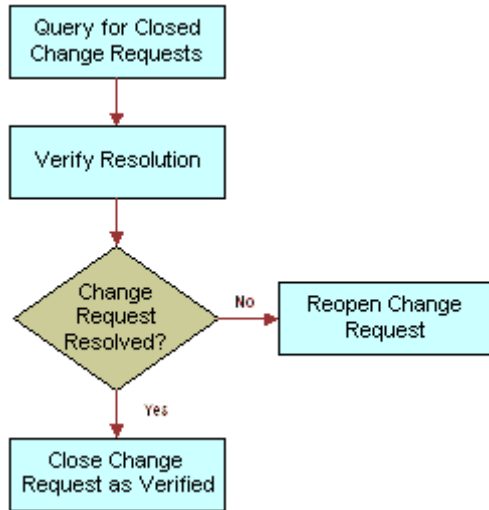 Query for Closed
Change Requests
Verify Resolution
Change
Request
Resolved?
No
Reopen Change
Request
Yes
Close Change
Request as Verified